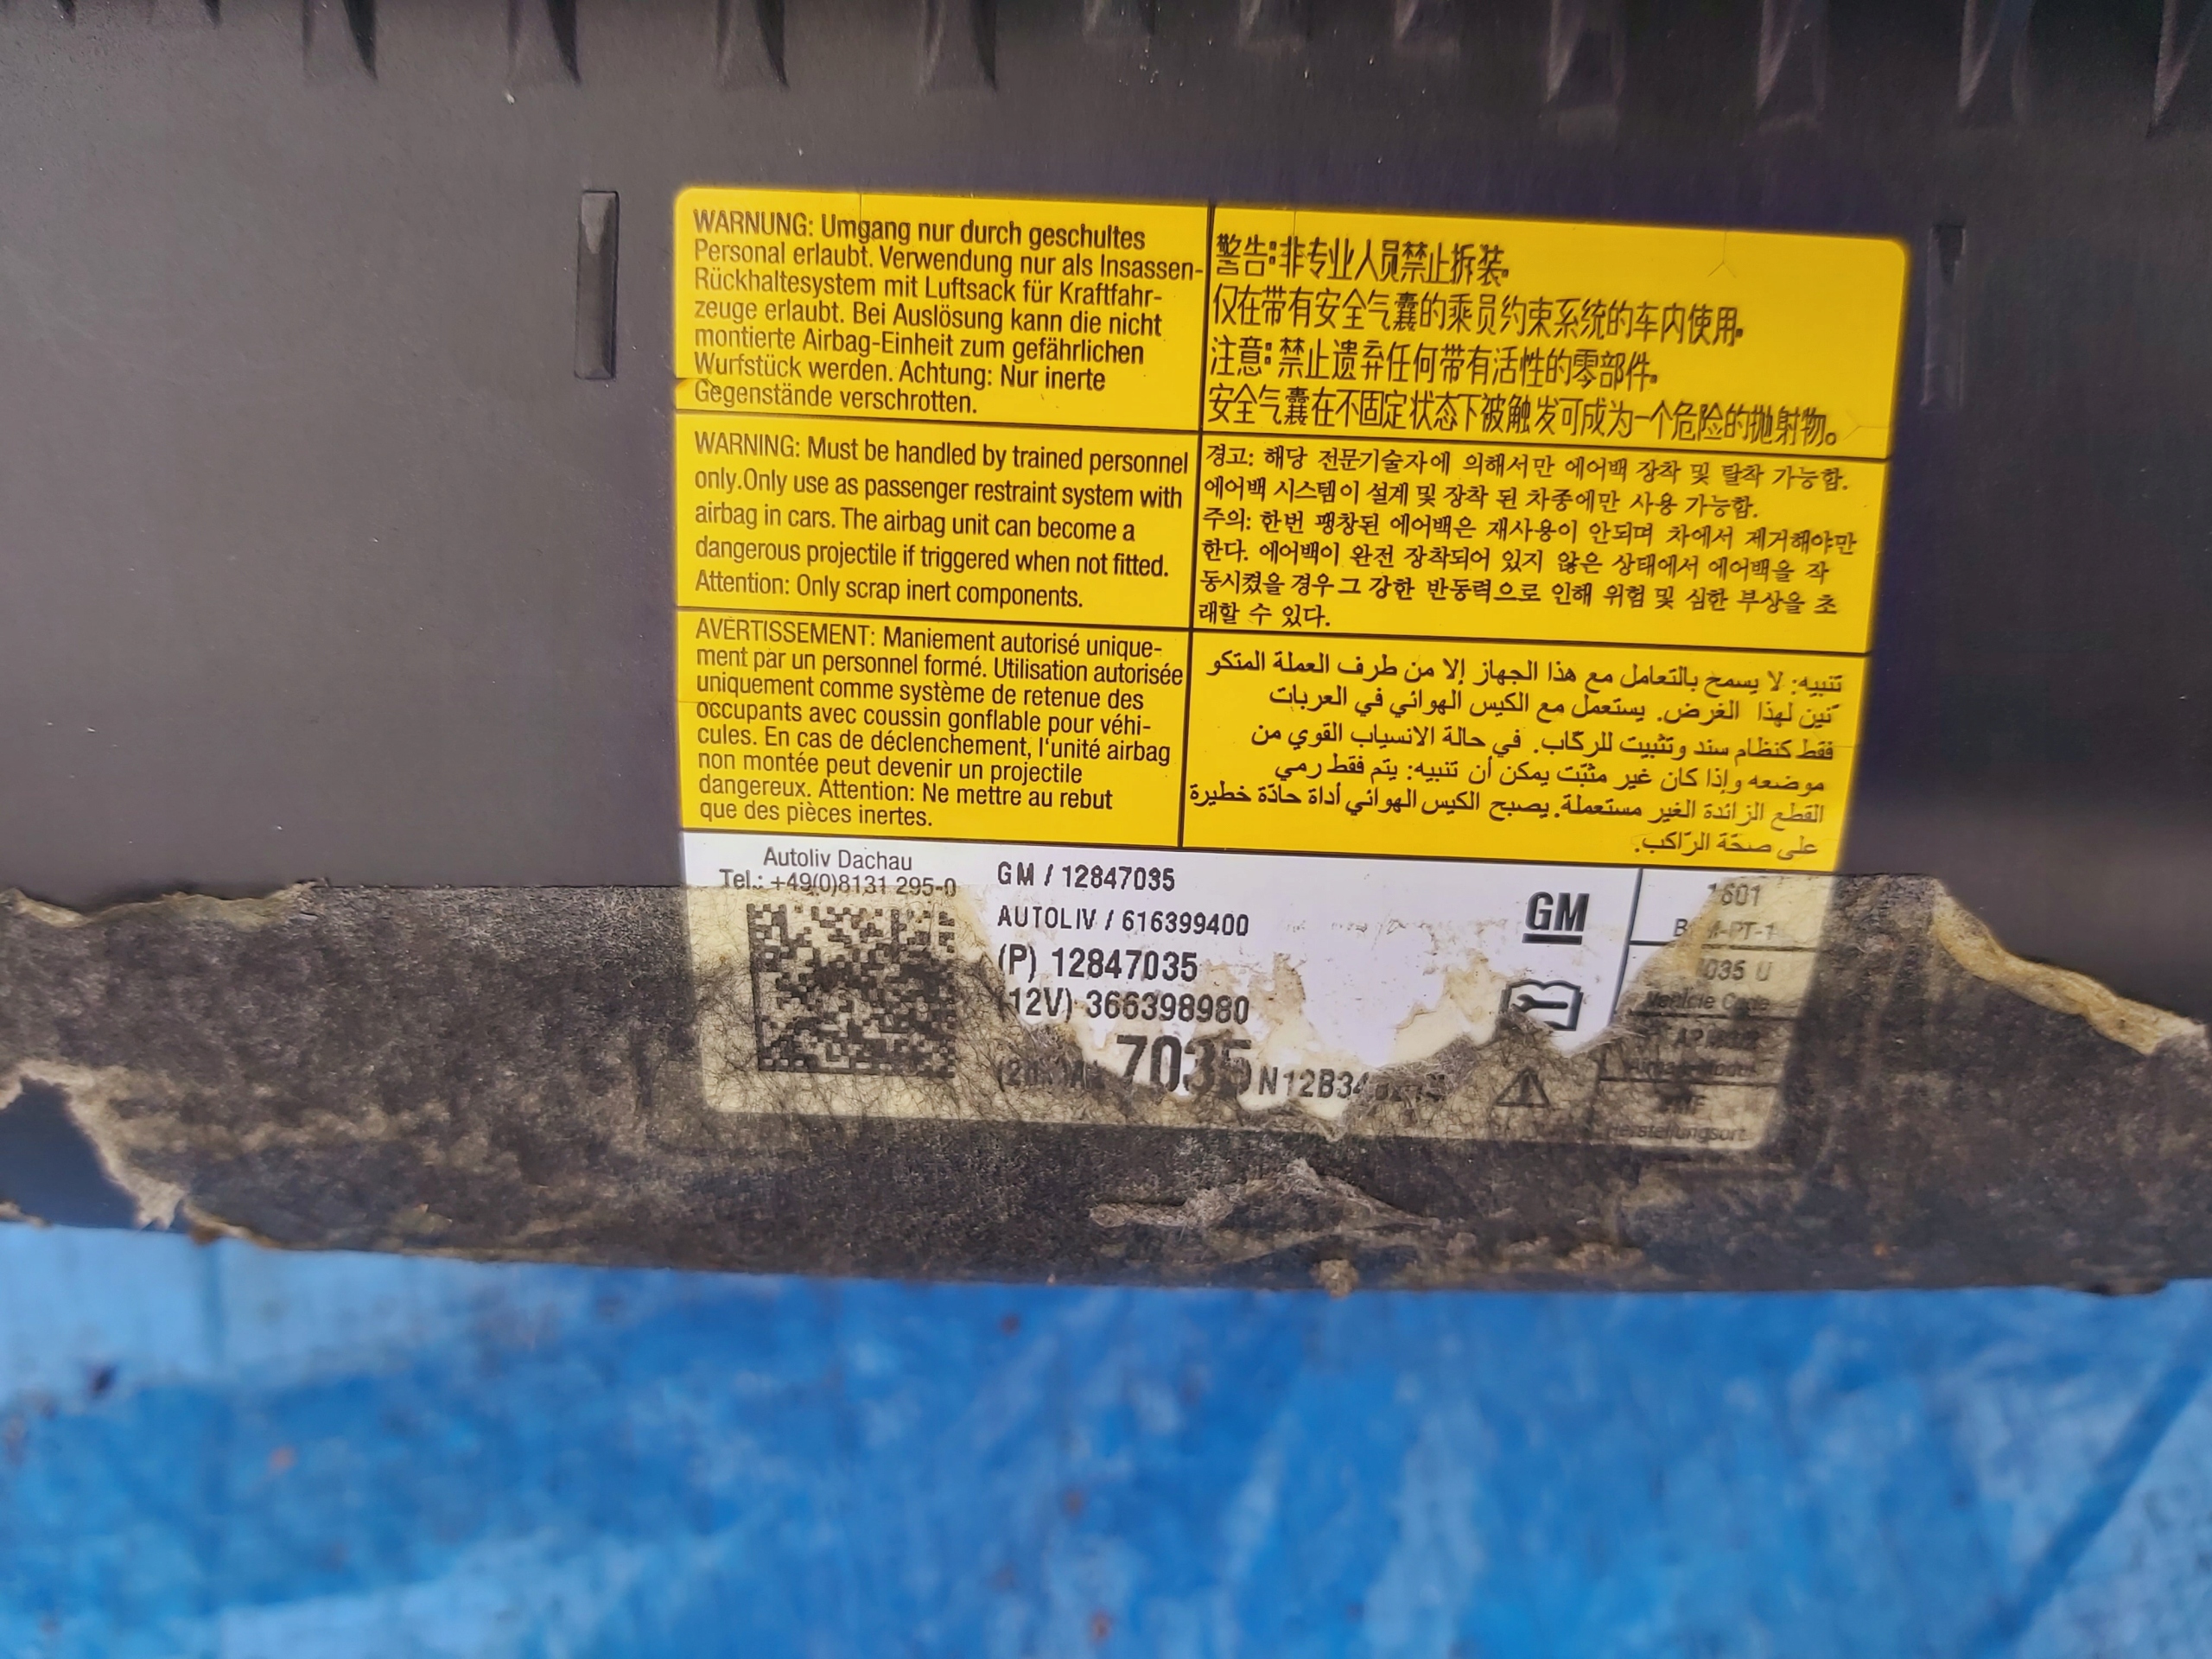 WARNUNG: Umgang nur durch geschultes
Personal erlaubt. Verwendung nur als Insassen-
Rückhaltesystem mit Luftsack für Kraftfahr-
zeuge erlaubt. Bei Auslösung kann die nicht
montierte Airbag-Einheit zum gefährlichen
Wurfstück werden. Achtung: Nur inerte
Gegenstände verschrotten.
WARNING: Must be handled by trained personnel
only.Only use as passenger restraint system with
airbag in cars. The airbag unit can become a
dangerous projectile if triggered when not fitted.
Attention: Only scrap inert components.
AVERTISSEMENT: Maniement autorisé unique-
ment par un personnel formé. Utilisation autorisée
uniquement comme système de retenue des
occupants avec coussin gonflable pour véhi-
cules. En cas de déclenchement, l'unité airbag
non montée peut devenir un projectile
dangereux. Attention: Ne mettre au rebut
que des pièces inertes.
警告:非专业人员禁止拆装。
仅在带有安全气囊的乘员约束系统的车内使用。
注意:禁止遗弃任何带有活性的零部件。
安全气囊在不固定状态下被触发可成为一个危险的抛射物。
경고: 해당 전문기술자에 의해서만 에어백 장착 및 탈착 가능함.
에어백 시스템이 설계 및 장착 된 차종에만 사용 가능함.
주의: 한번 팽창된 에어백은 재사용이 안되며 차에서 제거해야만
한다. 에어백이 완전 장착되어 있지 않은 상태에서 에어백을 작
동시켰을 경우 그 강한 반동력으로 인해 위험 및 심한 부상을 초
래할 수 있다.
تنبيه: لا يسمح بالتعامل مع هذا الجهاز إلا من طرف العملة المتكو
نين لهذا الغرض. يستعمل مع الكيس الهوائي في العربات
فقط كنظام سند وتثبيت للركّاب. في حالة الانسياب القوي من
موضعه وإذا كان غير مثبّت يمكن أن تنبيه: يتم فقط رمي
القطع الزائدة الغير مستعملة. يصبح الكيس الهوائي أداة حادّة خطيرة
على صحّة الرّاكب.
Autoliv Dachau
Tel.: +49(0)8131 295-0
GM / 12847035
AUTOLIV / 616399400
(P) 12847035
(12V) 366398980
7035
GM
1601
035 U
Vehicle Code
Herstellungsort